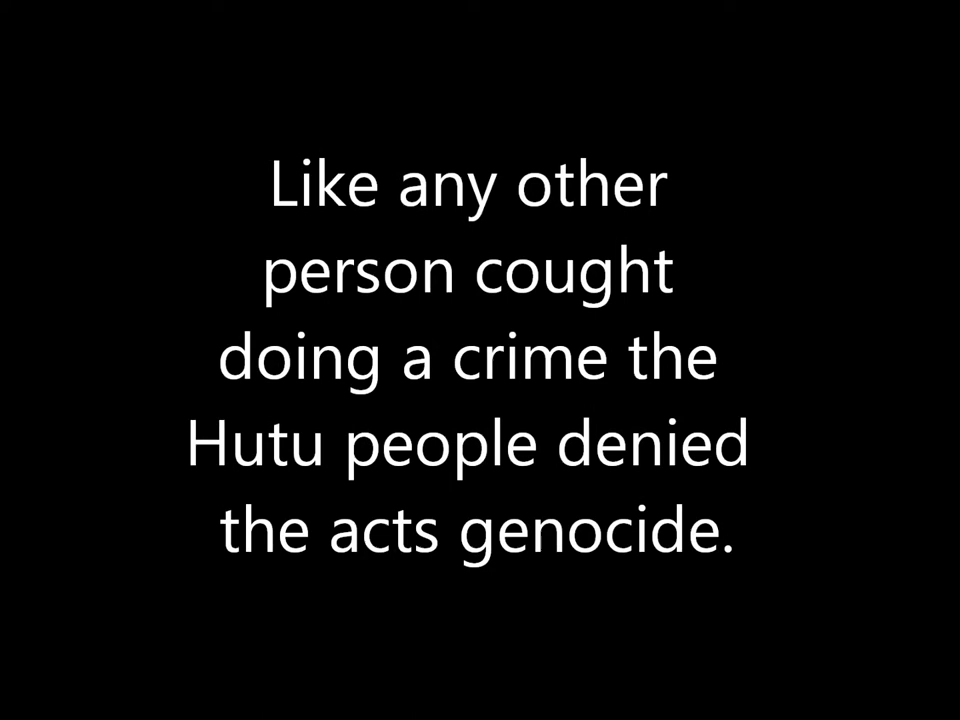 Like any other
person cought
doing a crime the
Hutu people denied
the acts genocide.